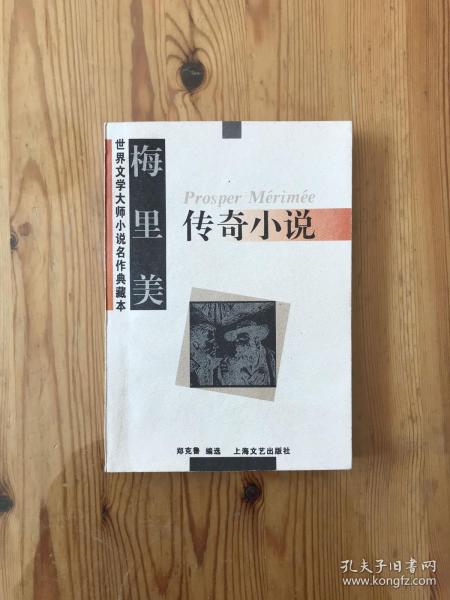 世界文学大师小说名作典藏本
梅里美
Prosper Mérimée
传奇小说
郑克鲁 编选 上海文艺出版社
孔夫子旧书网
www.kongfz.com